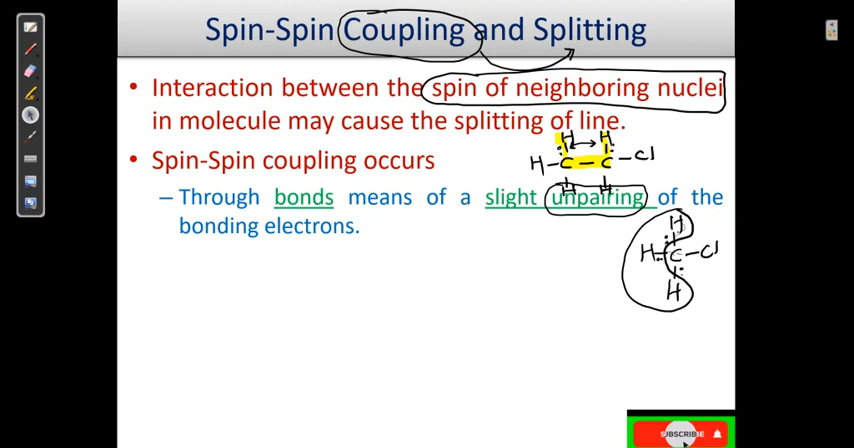 Spin-Spin Coupling and Splitting
• Interaction between the spin of neighboring nuclei
in molecule may cause the splitting of line.
H H
H-C-C-Cl
H H
• Spin-Spin coupling occurs
– Through bonds means of a slight unpairing of the
bonding electrons.
H
H-C-Cl
H
SUBSCRIBE